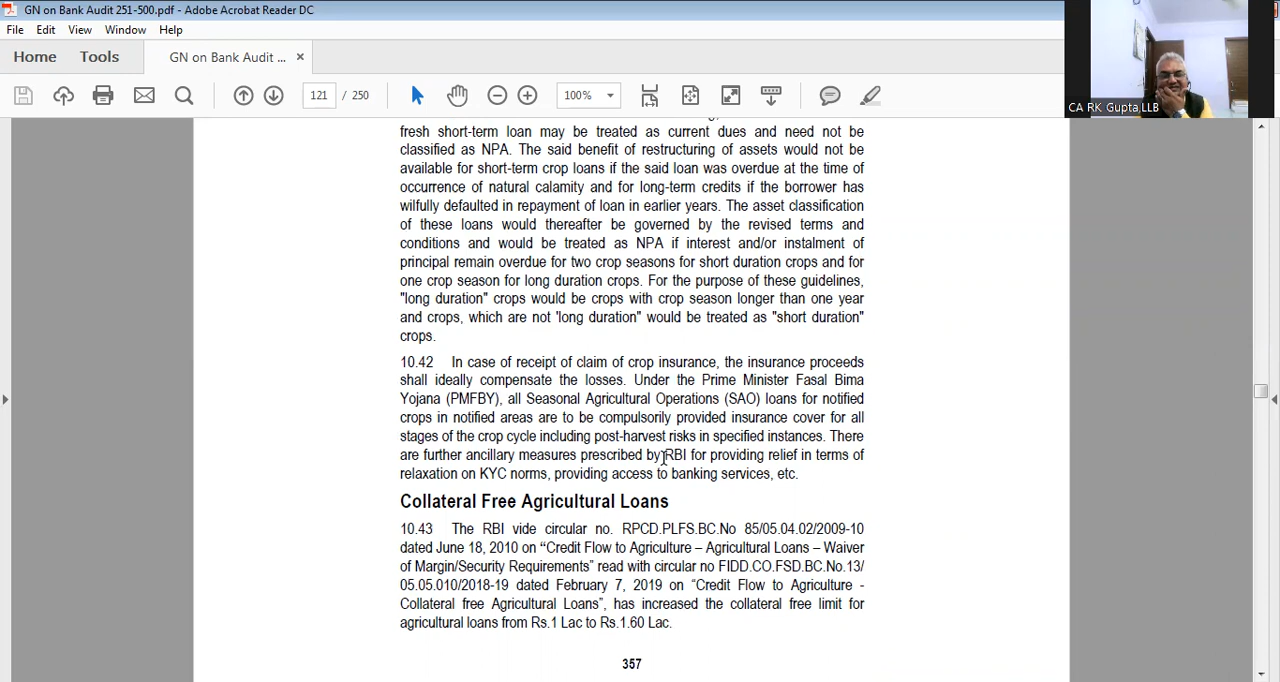 GN on Bank Audit 251-500.pdf - Adobe Acrobat Reader DC
File Edit View Window Help
Home Tools GN on Bank Audit ... ×
121 / 250 100%
CA RK Gupta,LLB
fresh short-term loan may be treated as current dues and need not be
classified as NPA. The said benefit of restructuring of assets would not be
available for short-term crop loans if the said loan was overdue at the time of
occurrence of natural calamity and for long-term credits if the borrower has
wilfully defaulted in repayment of loan in earlier years. The asset classification
of these loans would thereafter be governed by the revised terms and
conditions and would be treated as NPA if interest and/or instalment of
principal remain overdue for two crop seasons for short duration crops and for
one crop season for long duration crops. For the purpose of these guidelines,
"long duration" crops would be crops with crop season longer than one year
and crops, which are not 'long duration" would be treated as "short duration"
crops.
10.42 In case of receipt of claim of crop insurance, the insurance proceeds
shall ideally compensate the losses. Under the Prime Minister Fasal Bima
Yojana (PMFBY), all Seasonal Agricultural Operations (SAO) loans for notified
crops in notified areas are to be compulsorily provided insurance cover for all
stages of the crop cycle including post-harvest risks in specified instances. There
are further ancillary measures prescribed by RBI for providing relief in terms of
relaxation on KYC norms, providing access to banking services, etc.
Collateral Free Agricultural Loans
10.43 The RBI vide circular no. RPCD.PLFS.BC.No 85/05.04.02/2009-10
dated June 18, 2010 on “Credit Flow to Agriculture – Agricultural Loans – Waiver
of Margin/Security Requirements” read with circular no FIDD.CO.FSD.BC.No.13/
05.05.010/2018-19 dated February 7, 2019 on “Credit Flow to Agriculture -
Collateral free Agricultural Loans”, has increased the collateral free limit for
agricultural loans from Rs.1 Lac to Rs.1.60 Lac.
357